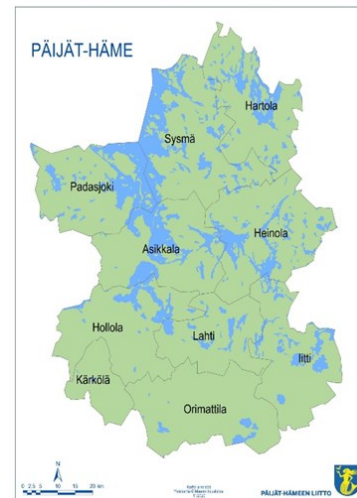 PÄIJÄT-HÄME
Hartola
Sysmä
Padasjoki
Heinola
Asikkala
Hollola
Lahti
Iitti
Kärkölä
Orimattila
N
0 2,5 5 10 15 20 km
PÄIJÄT-HÄMEEN LIITTO